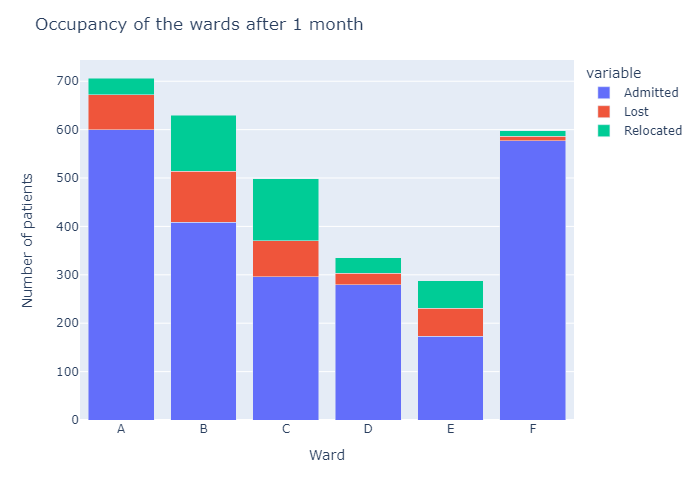 Occupancy of the wards after 1 month
variable
Admitted
Lost
Relocated
Number of patients
700
600
500
400
300
200
100
0
A B C D E F
Ward